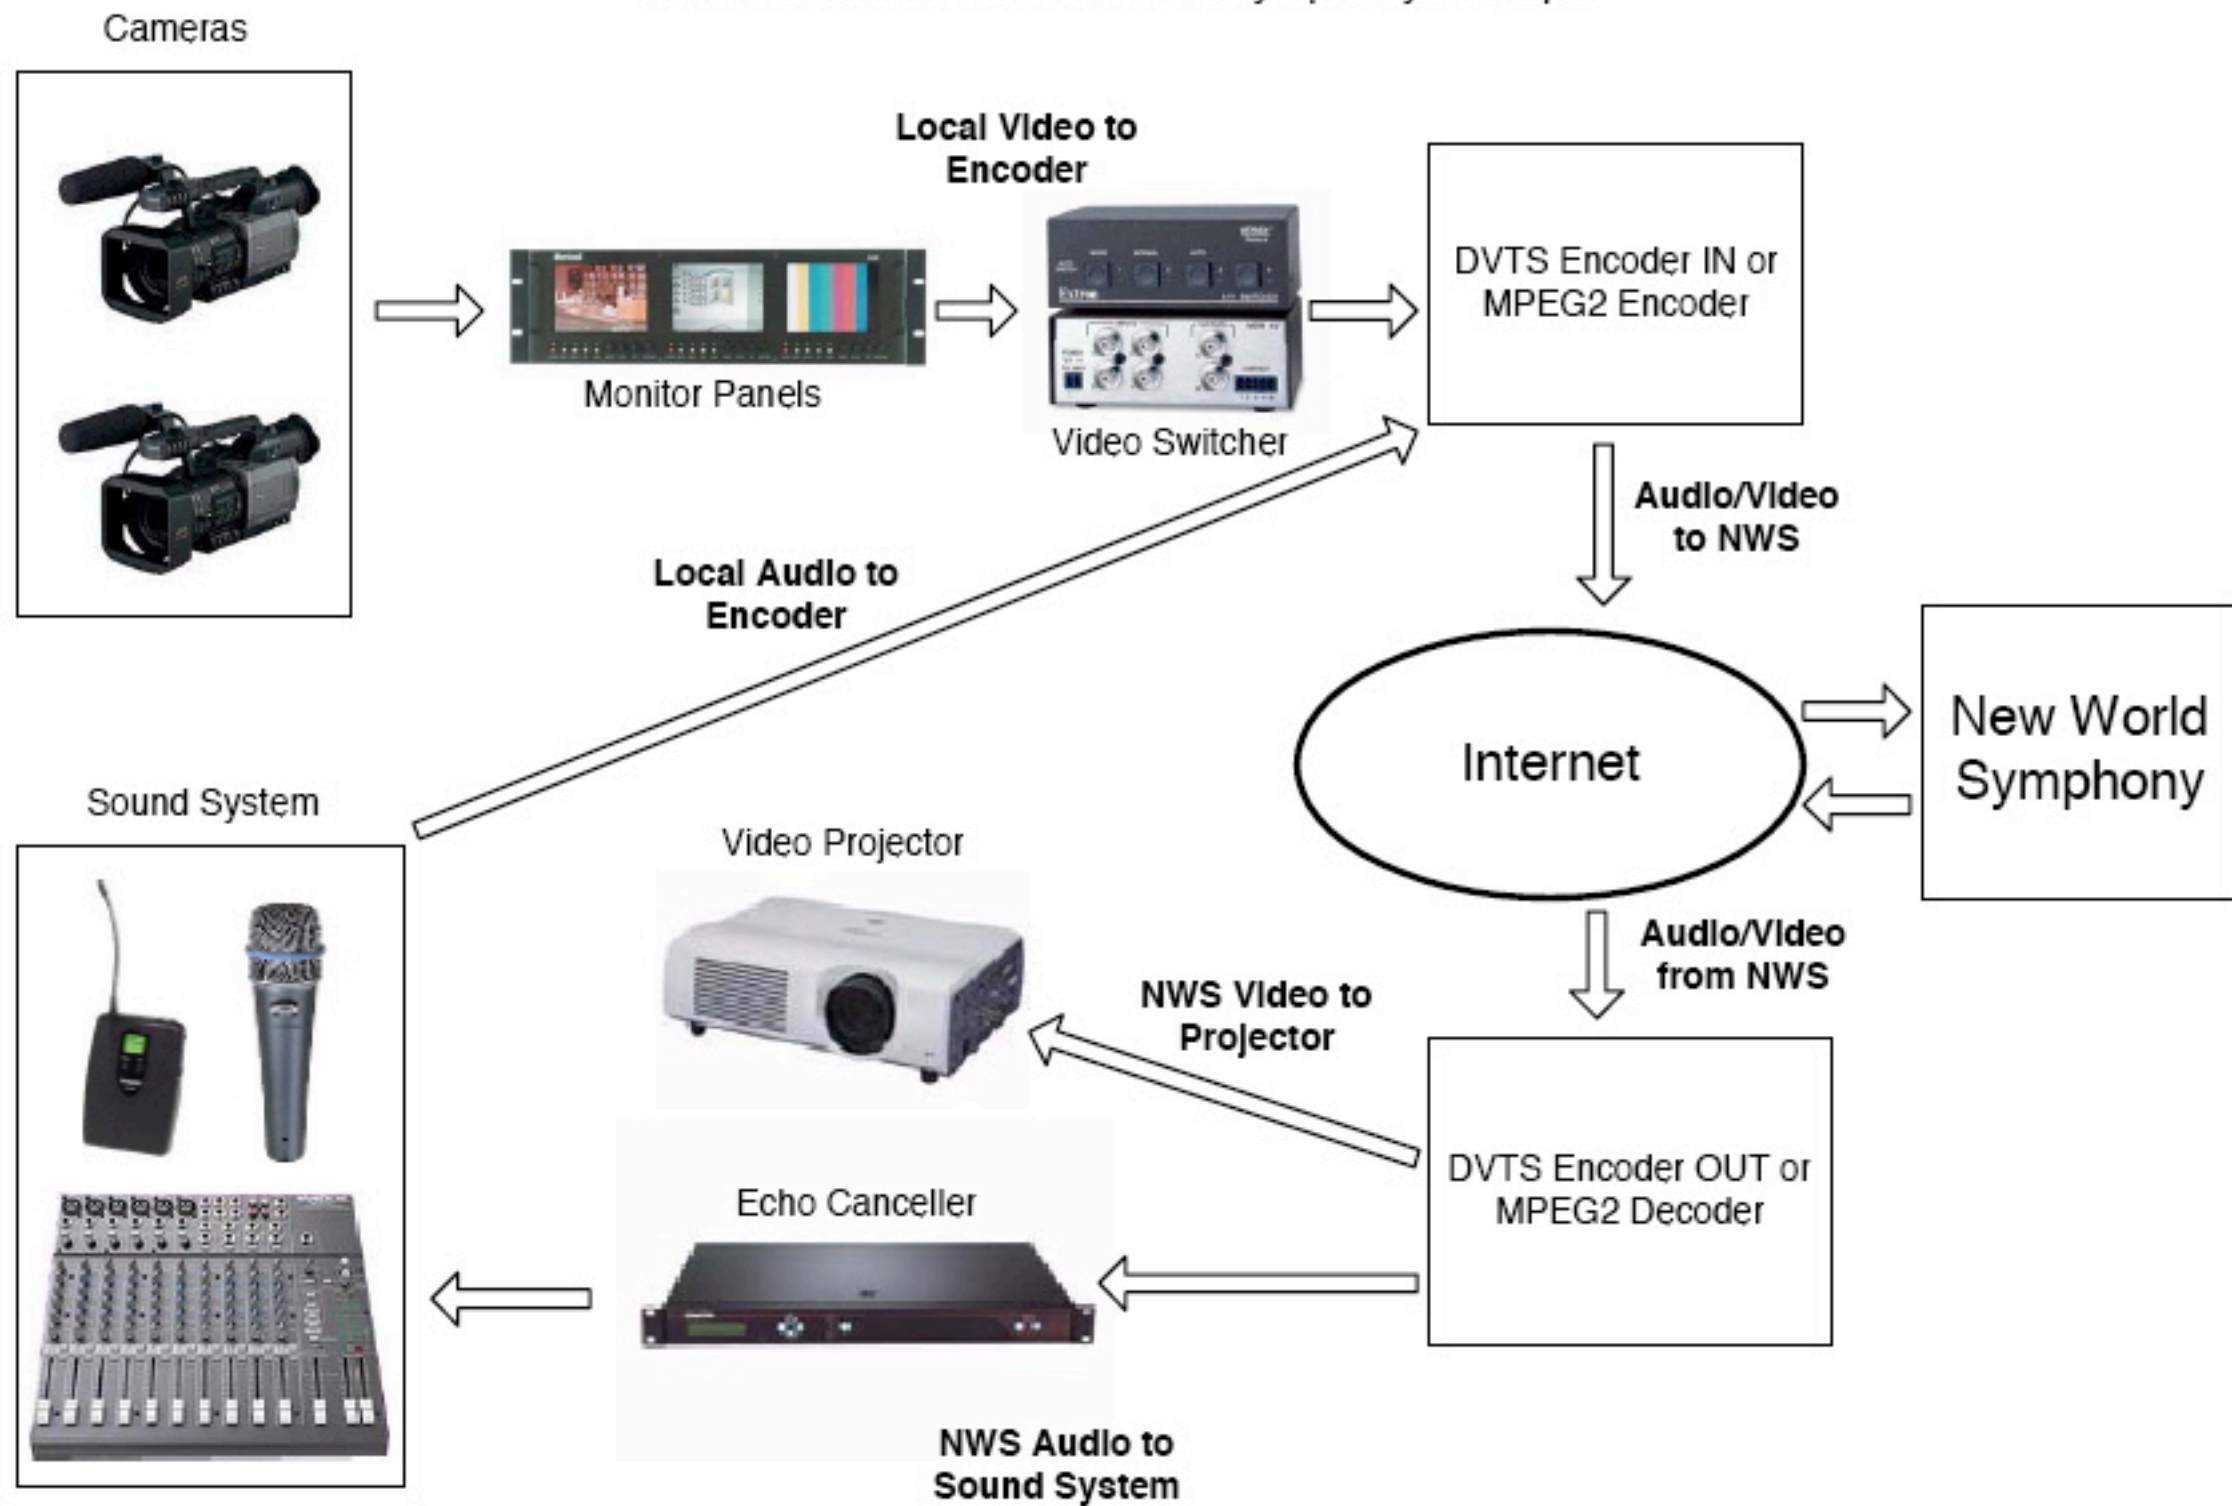 Cameras
Local Video to
Encoder
DVTS Encoder IN or
MPEG2 Encoder
Extron
Monitor Panels
Video Switcher
Audio/Video
to NWS
Local Audio to
Encoder
New World
Symphony
Internet
Sound System
Video Projector
Audio/Video
from NWS
NWS Video to
Projector
DVTS Encoder OUT or
MPEG2 Decoder
Echo Canceller
NWS Audio to
Sound System